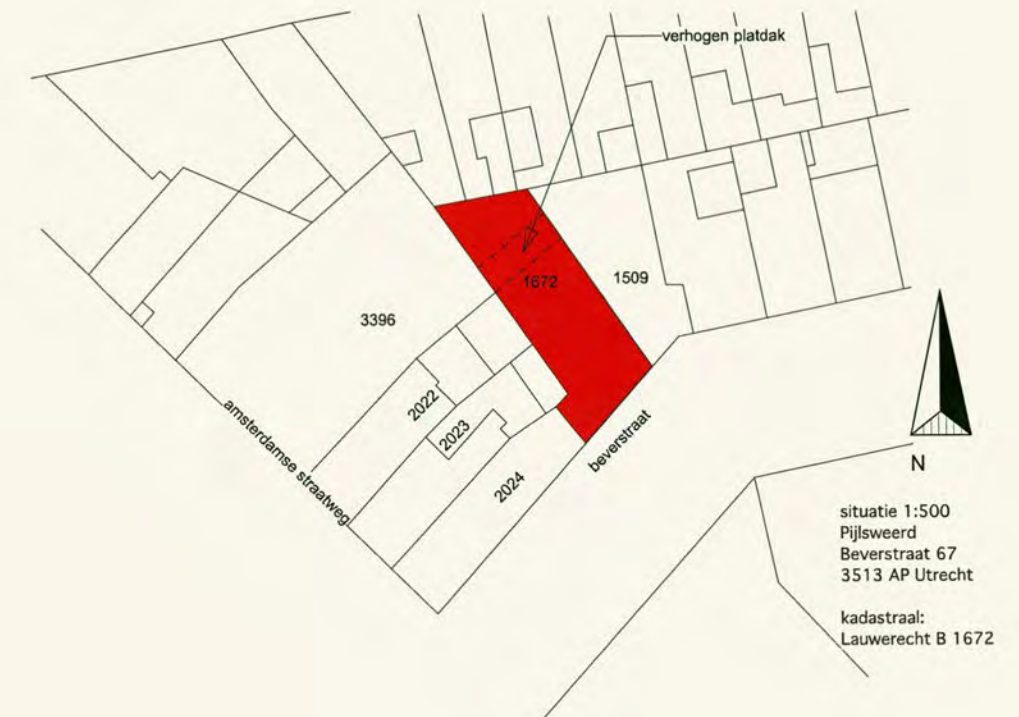 verhogen platdak
1672
1509
3396
2022
2023
2024
amsterdamse straatweg
beverstraat
N
situatie 1:500
Pijlsweerd
Beverstraat 67
3513 AP Utrecht
kadastraal:
Lauwerecht B 1672